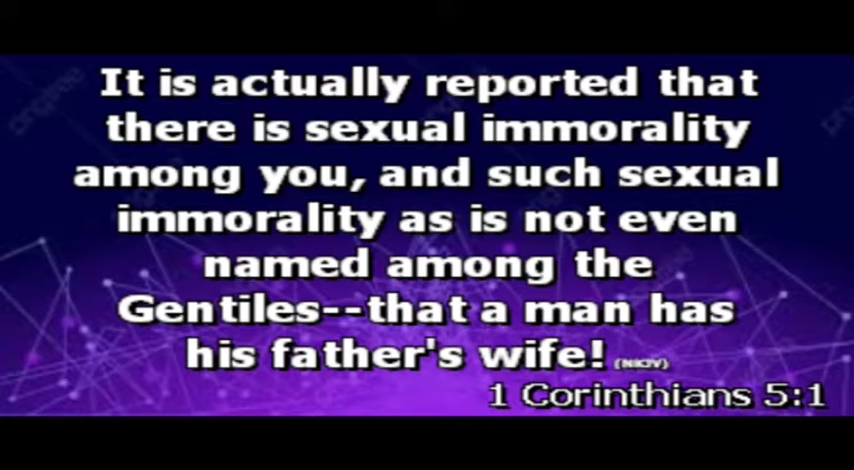 It is actually reported that
there is sexual immorality
among you, and such sexual
immorality as is not even
named among the
Gentiles--that a man has
his father's wife! (NKJV)
1 Corinthians 5:1